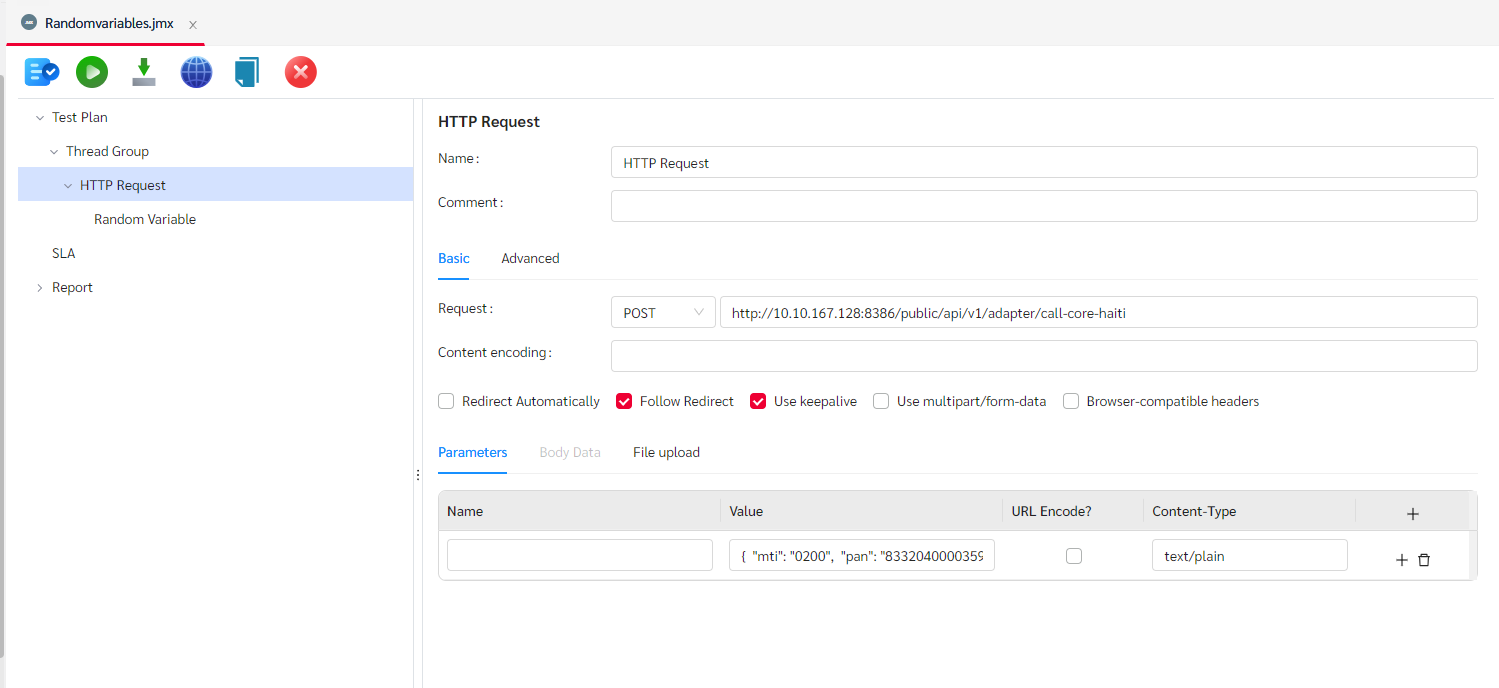 Randomvariables.jmx
Test Plan
Thread Group
HTTP Request
Random Variable
SLA
Report
HTTP Request
Name:
HTTP Request
Comment:
Basic
Advanced
Request:
POST
http://10.10.167.128:8386/public/api/v1/adapter/call-core-haiti
Content encoding:
Redirect Automatically
Follow Redirect
Use keepalive
Use multipart/form-data
Browser-compatible headers
Parameters
Body Data
File upload
Name
Value
URL Encode?
Content-Type
{ "mti": "0200", "pan": "8332040000359
text/plain